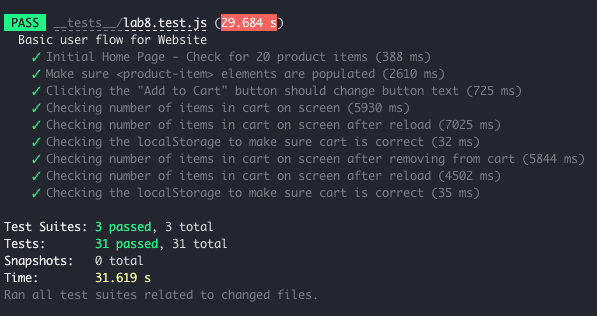 PASS __tests__/lab8.test.js (29.684 s)
Basic user flow for Website
✓ Initial Home Page - Check for 20 product items (388 ms)
✓ Make sure <product-item> elements are populated (2610 ms)
✓ Clicking the "Add to Cart" button should change button text (725 ms)
✓ Checking number of items in cart on screen (5930 ms)
✓ Checking number of items in cart on screen after reload (7025 ms)
✓ Checking the localStorage to make sure cart is correct (32 ms)
✓ Checking number of items in cart on screen after removing from cart (5844 ms)
✓ Checking number of items in cart on screen after reload (4502 ms)
✓ Checking the localStorage to make sure cart is correct (35 ms)
Test Suites: 3 passed, 3 total
Tests: 31 passed, 31 total
Snapshots: 0 total
Time: 31.619 s
Ran all test suites related to changed files.